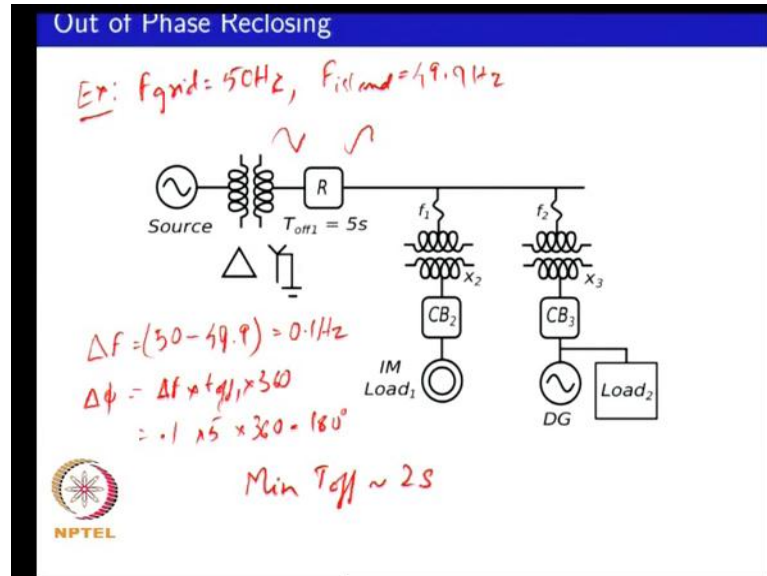 Out of Phase Reclosing
Ex: fgrid = 50Hz, fisland = 49.9Hz
R
Source
Toff1 = 5s
f1
f2
x2
x3
CB2
CB3
Δf = (50 - 49.9) = 0.1Hz
Δφ = Δf × toff1 × 360
= .1 × 5 × 360 = 180°
IM
Load1
DG
Load2
Min Toff ~ 2s
NPTEL